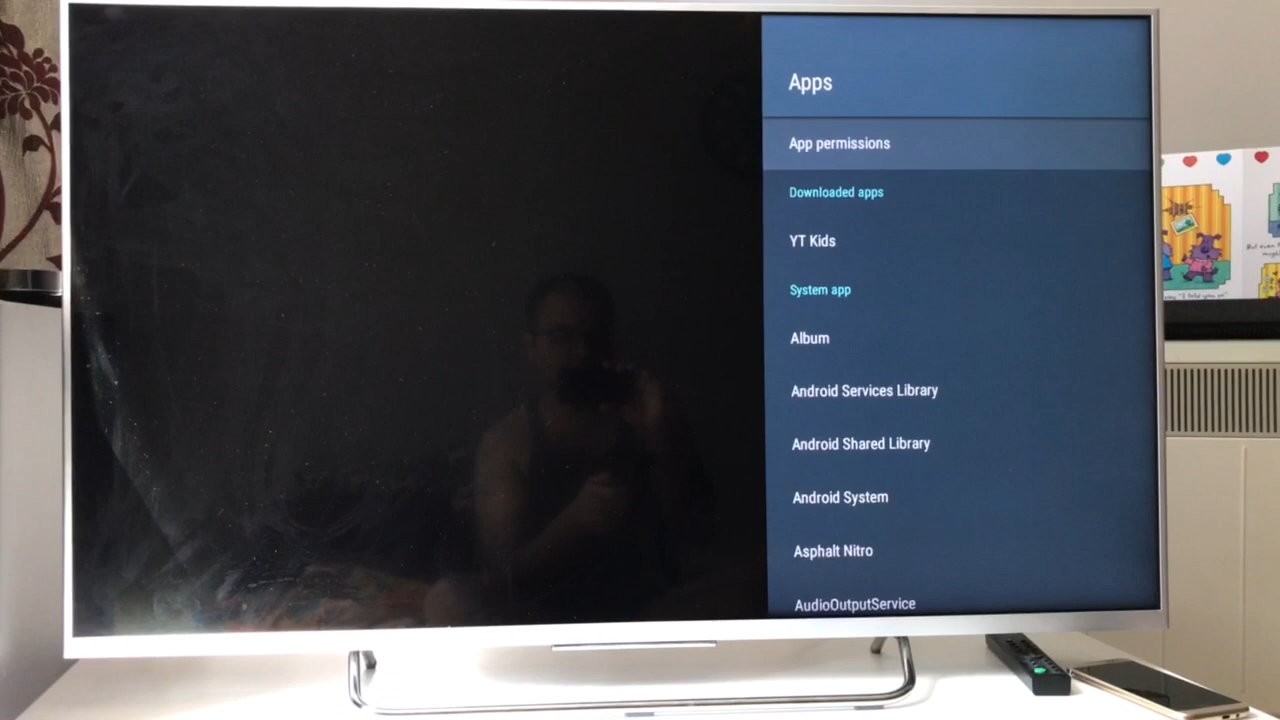 Apps
App permissions
Downloaded apps
YT Kids
System app
Album
Android Services Library
Android Shared Library
Android System
Asphalt Nitro
AudioOutputService